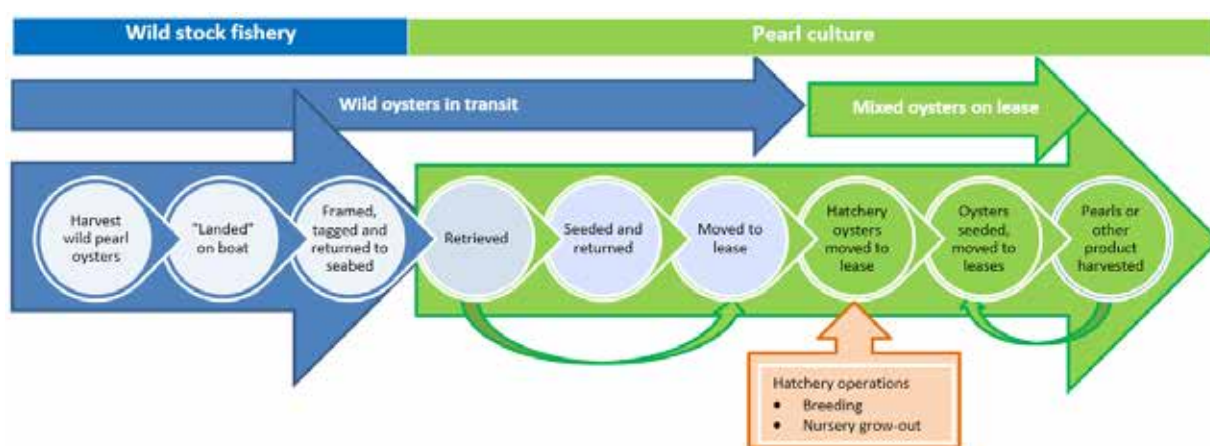 Wild stock fishery
Pearl culture
Wild oysters in transit
Mixed oysters on lease
Harvest
wild pearl
oysters
"Landed"
on boat
Framed,
tagged and
returned to
seabed
Retrieved
Seeded and
returned
Moved to
lease
Hatchery
oysters
moved to
lease
Oysters
seeded,
moved to
leases
Pearls or
other
product
harvested
Hatchery operations
• Breeding
• Nursery grow-out